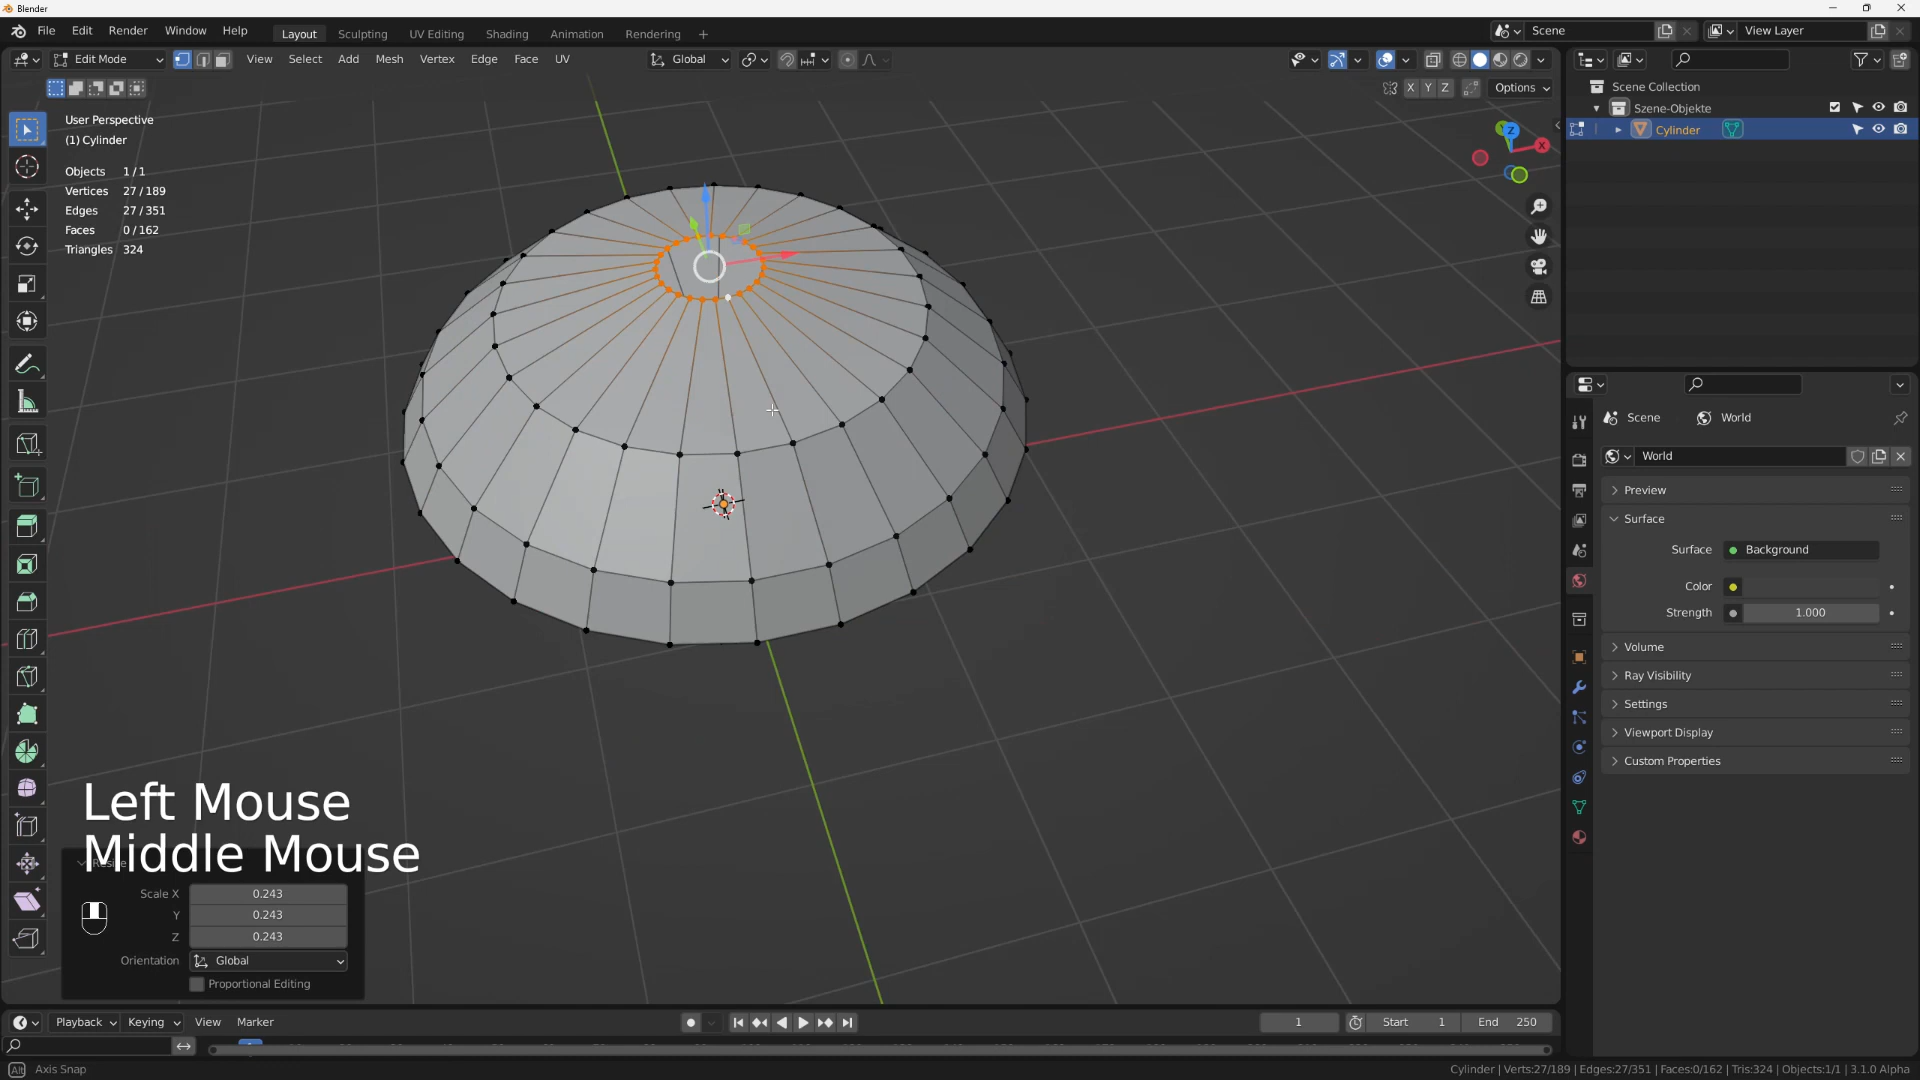 Blender
File Edit Render Window Help Layout Sculpting UV Editing Shading Animation Rendering + Scene View Layer
Edit Mode View Select Add Mesh Vertex Edge Face UV Global
X Y Z Options
User Perspective
(1) Cylinder
Objects 1/1
Vertices 27/189
Edges 27/351
Faces 0/162
Triangles 324
Z
X
Scene Collection
Szene-Objekte
Cylinder
Scene World
World
Preview
Surface
Surface Background
Color
Strength 1.000
Volume
Ray Visibility
Settings
Viewport Display
Custom Properties
Left Mouse
Middle Mouse
Scale X 0.243
Y 0.243
Z 0.243
Orientation Global
Proportional Editing
Playback Keying View Marker 1 Start 1 End 250
Alt Axis Snap
Cylinder | Verts:27/189 | Edges:27/351 | Faces:0/162 | Tris:324 | Objects:1/1 | 3.1.0 Alpha